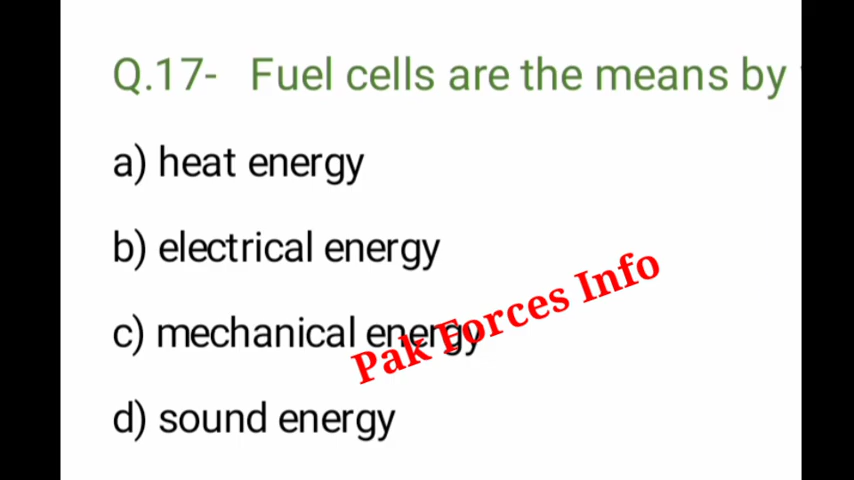 Q.17- Fuel cells are the means by
a) heat energy
b) electrical energy
c) mechanical energy
d) sound energy
Pak Forces Info